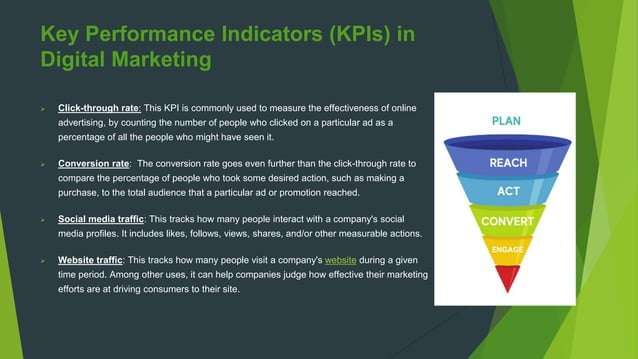 Key Performance Indicators (KPIs) in
Digital Marketing
Click-through rate: This KPI is commonly used to measure the effectiveness of online
advertising, by counting the number of people who clicked on a particular ad as a
percentage of all the people who might have seen it.
Conversion rate: The conversion rate goes even further than the click-through rate to
compare the percentage of people who took some desired action, such as making a
purchase, to the total audience that a particular ad or promotion reached.
Social media traffic: This tracks how many people interact with a company's social
media profiles. It includes likes, follows, views, shares, and/or other measurable actions.
Website traffic: This tracks how many people visit a company's website during a given
time period. Among other uses, it can help companies judge how effective their marketing
efforts are at driving consumers to their site.
PLAN
REACH
ACT
CONVERT
ENGAGE